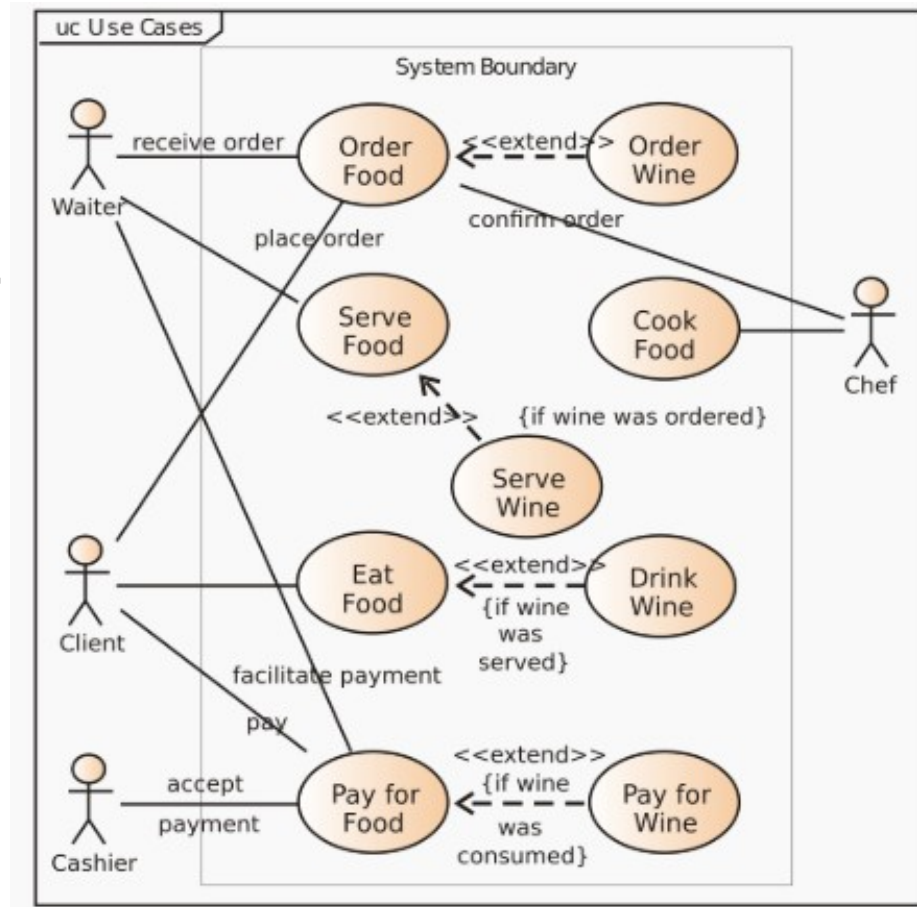 uc Use Cases
System Boundary
receive order
Order
Food
<<extend>>
Order
Wine
Waiter
place order
confirm order
Serve
Food
Cook
Food
Chef
<<extend>>
{if wine was ordered}
Serve
Wine
Client
Eat
Food
<<extend>>
{if wine
was
served}
Drink
Wine
facilitate payment
pay
Cashier
accept
payment
Pay for
Food
<<extend>>
{if wine
was
consumed}
Pay for
Wine